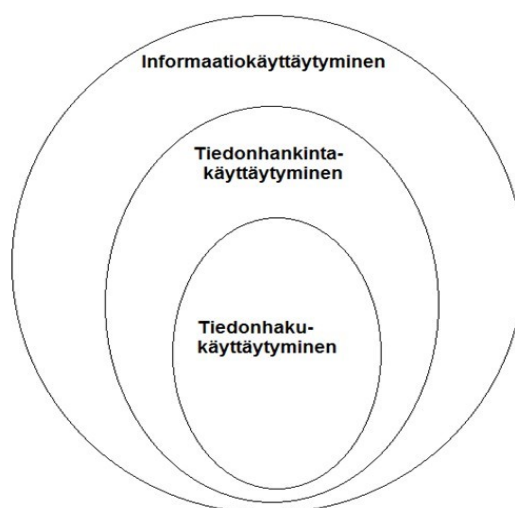 Informaatiokäyttäytyminen
Tiedonhankinta-
käyttäytyminen
Tiedonhaku-
käyttäytyminen